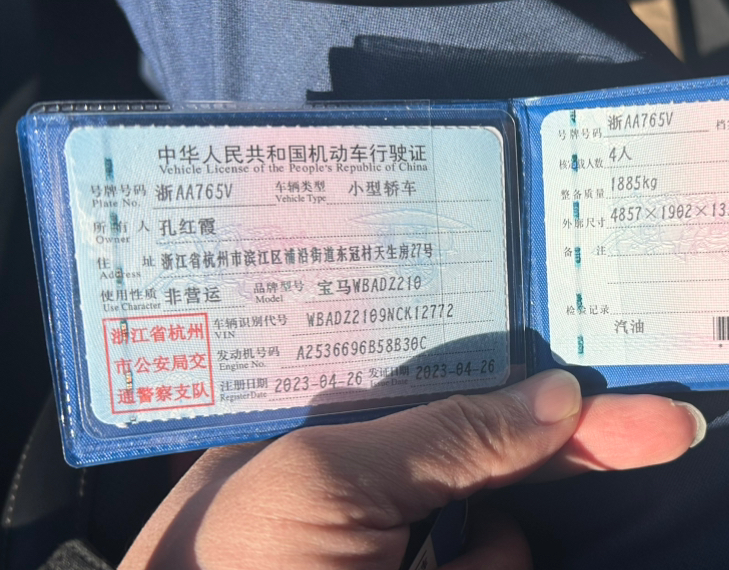 中华人民共和国机动车行驶证
Vehicle License of the People's Republic of China
号牌号码 浙AA765V 车辆类型 小型轿车
Plate No. Vehicle Type
所有人 孔红霞
Owner
住 址 浙江省杭州市滨江区浦沿街道东冠村天生房27号
Address
使用性质 非营运 品牌型号 宝马WBADZ210
Use Character Model
浙江省杭州
市公安局交
通警察支队
车辆识别代号 WBADZ2109NCK12772
VIN
发动机号码 A2536696B58B30C
Engine No.
注册日期 2023-04-26 发证日期 2023-04-26
Register Date Issue Date
号牌号码 浙AA765V
核定载人数 4人
整备质量 1885kg
外廓尺寸 4857×1902×13
备 注
检验记录
汽油